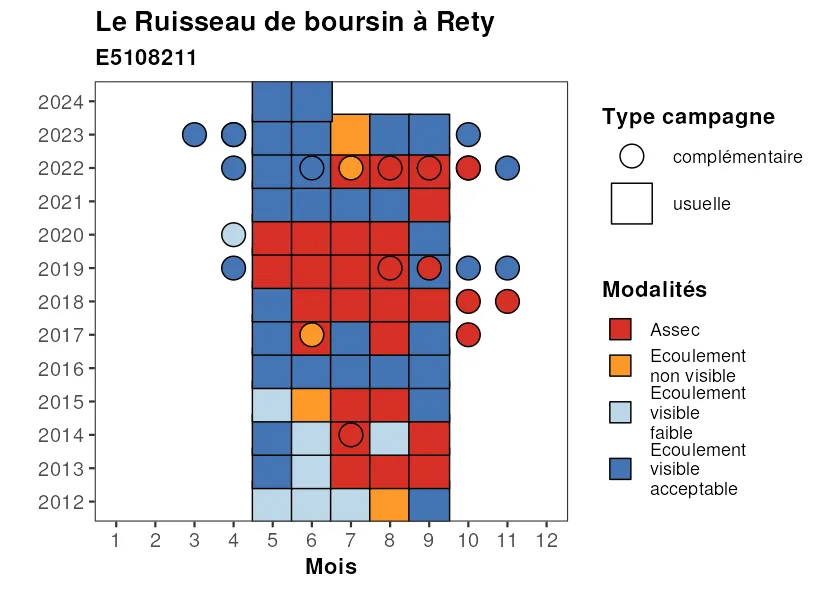 Le Ruisseau de boursin à Rety
E5108211
2024
2023
2022
2021
2020
2019
2018
2017
2016
2015
2014
2013
2012
1 2 3 4 5 6 7 8 9 10 11 12
Mois
Type campagne
complémentaire
usuelle
Modalités
Assec
Ecoulement
non visible
Ecoulement
visible
faible
Ecoulement
visible
acceptable